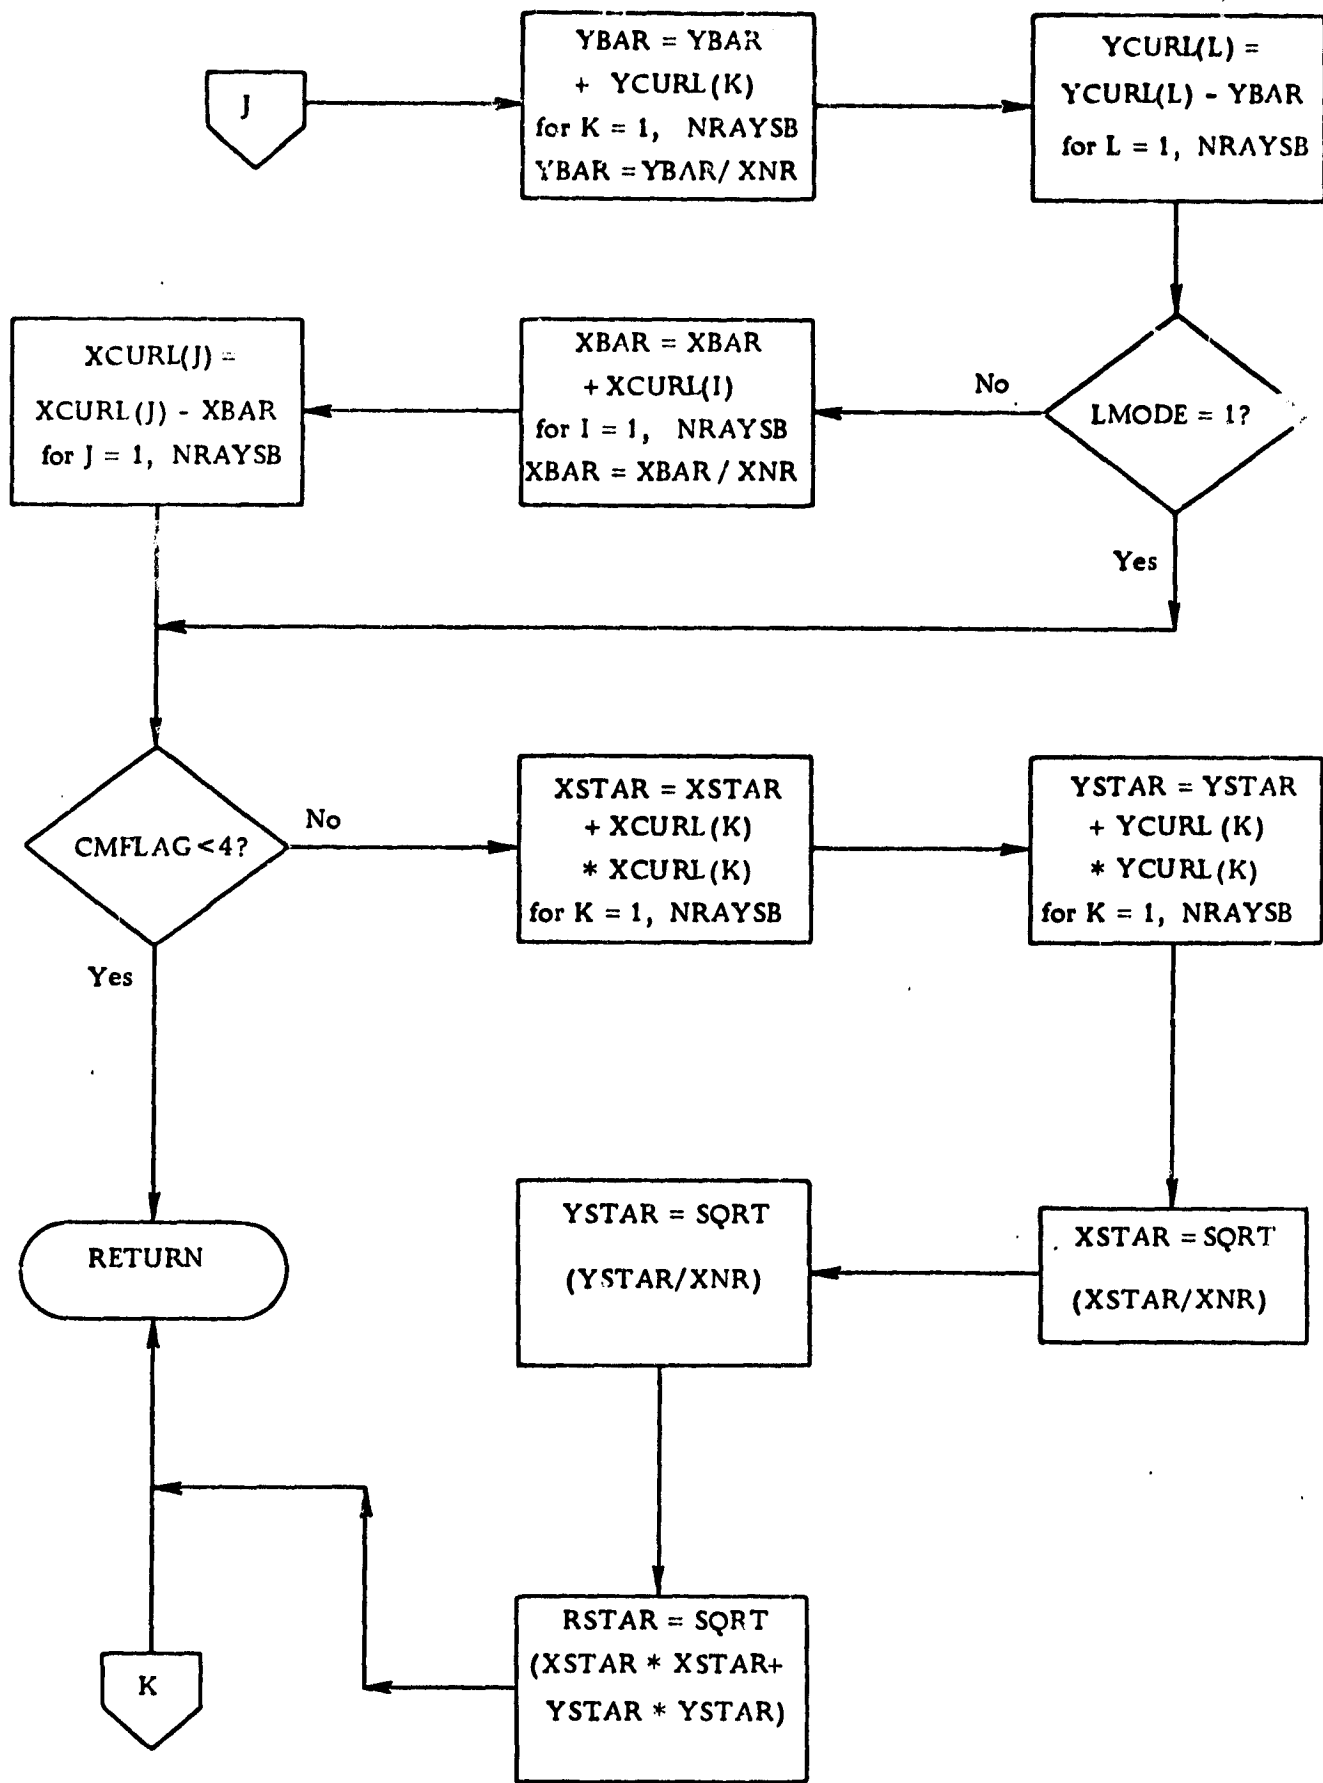 J
YBAR = YBAR
+ YCURL(K)
for K = 1, NRAYSB
YBAR = YBAR/ XNR
YCURL(L) =
YCURL(L) - YBAR
for L = 1, NRAYSB
XCURL(J) =
XCURL(J) - XBAR
for J = 1, NRAYSB
XBAR = XBAR
+ XCURL(I)
for I = 1, NRAYSB
XBAR = XBAR / XNR
No
LMODE = 1?
Yes
CMFLAG < 4?
No
XSTAR = XSTAR
+ XCURL(K)
* XCURL(K)
for K = 1, NRAYSB
YSTAR = YSTAR
+ YCURL (K)
* YCURL(K)
for K = 1, NRAYSB
Yes
RETURN
YSTAR = SQRT
(YSTAR/XNR)
XSTAR = SQRT
(XSTAR/XNR)
K
RSTAR = SQRT
(XSTAR * XSTAR+
YSTAR * YSTAR)